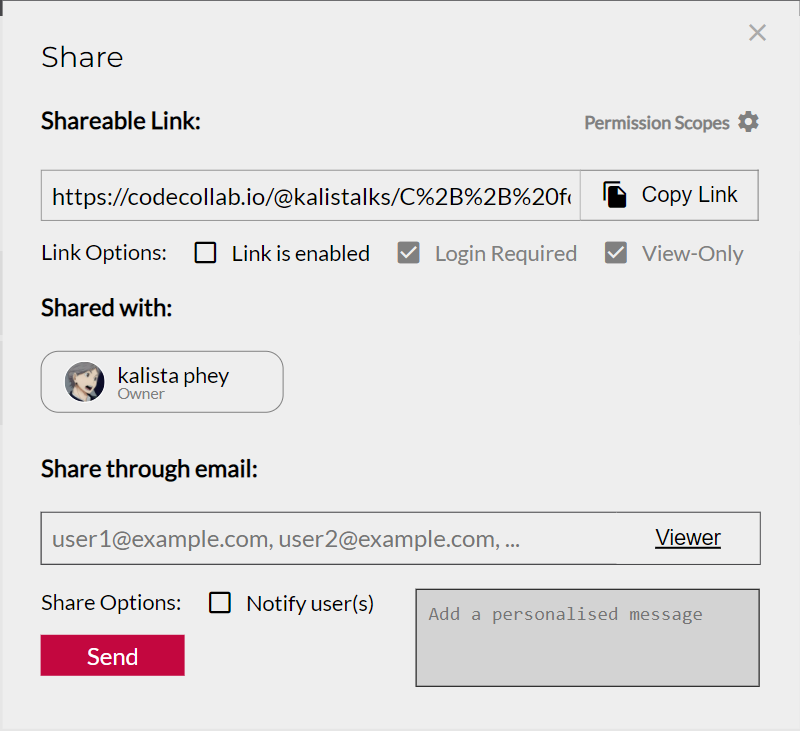 Share
Shareable Link:
Permission Scopes
https://codecollab.io/@kalistalks/C%2B%2B%20fo
Copy Link
Link Options: Link is enabled Login Required View-Only
Shared with:
kalista phey
Owner
Share through email:
user1@example.com, user2@example.com, ...
Viewer
Share Options: Notify user(s)
Add a personalised message
Send